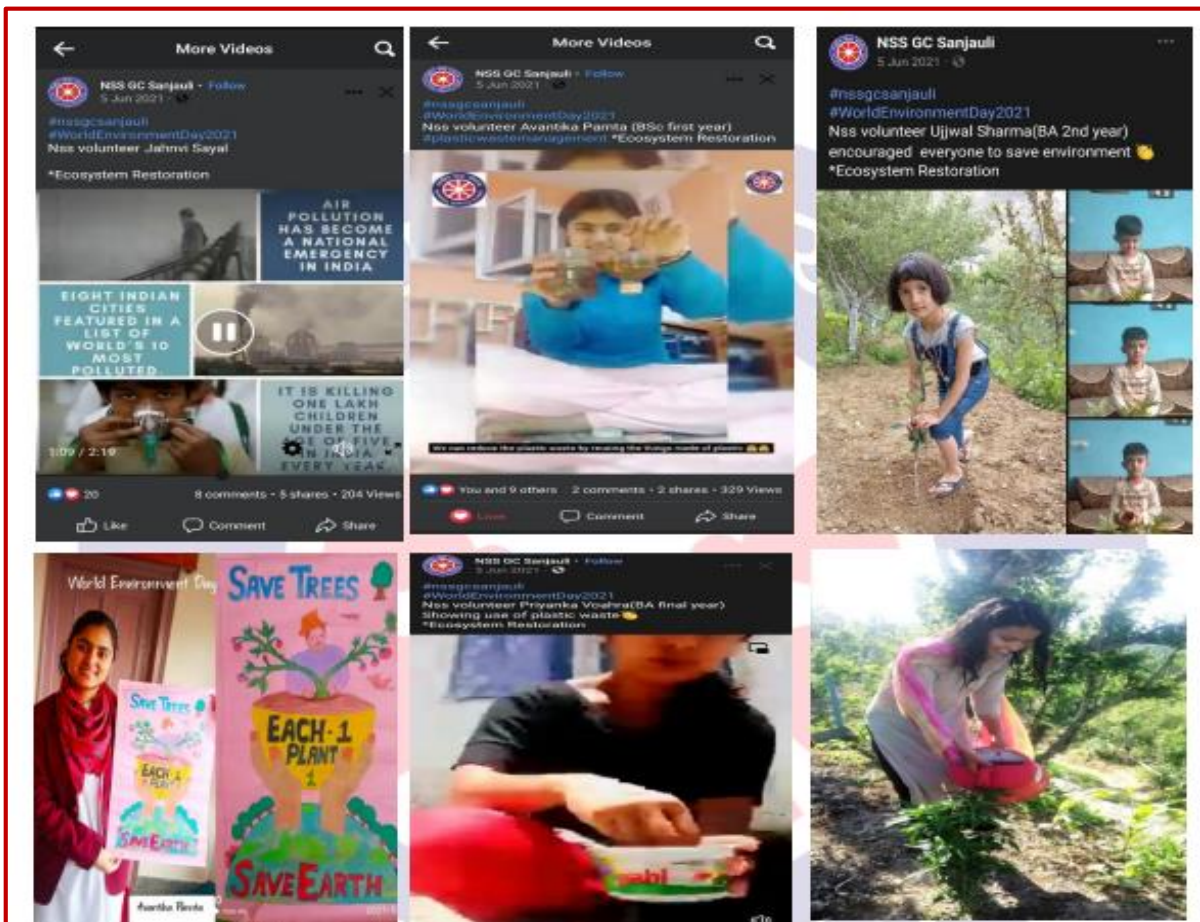 More Videos
NSS GC Sanjauli · Follow
5 Jun 2021 ·
#nssgcsanjauli
#WorldEnvironmentDay2021
Nss volunteer Jahnvi Sayal
*Ecosystem Restoration
AIR
POLLUTION
HAS BECOME
A NATIONAL
EMERGENCY
IN INDIA
EIGHT INDIAN
CITIES
FEATURED IN A
LIST OF
WORLD'S 10
MOST
POLLUTED.
IT IS KILLING
ONE LAKH
CHILDREN
UNDER THE
AGE OF FIVE
IN INDIA
EVERY YEAR.
1:09 / 2:19
20
8 comments · 5 shares · 204 Views
Like Comment Share
More Videos
NSS GC Sanjauli · Follow
5 Jun 2021 ·
#nssgcsanjauli
#WorldEnvironmentDay2021
Nss volunteer Avantika Pamta (BSc first year)
#plasticwastemanagement *Ecosystem Restoration
We can reduce the plastic waste by reusing the things made of plastic
You and 9 others 2 comments · 2 shares · 329 Views
Love Comment Share
NSS GC Sanjauli
5 Jun 2021 ·
#nssgcsanjauli
#WorldEnvironmentDay2021
Nss volunteer Ujjwal Sharma(BA 2nd year)
encouraged everyone to save environment
*Ecosystem Restoration
World Environment Day
SAVE TREES
EACH-1
PLANT
1
SAVE EARTH
SAVE TREES
EACH-1
PLANT
1
SAVE EARTH
NSS GC Sanjauli · Follow
5 Jun 2021 ·
#nssgcsanjauli
#WorldEnvironmentDay2021
Nss volunteer Priyanka Voahra(BA final year)
Showing use of plastic waste
*Ecosystem Restoration